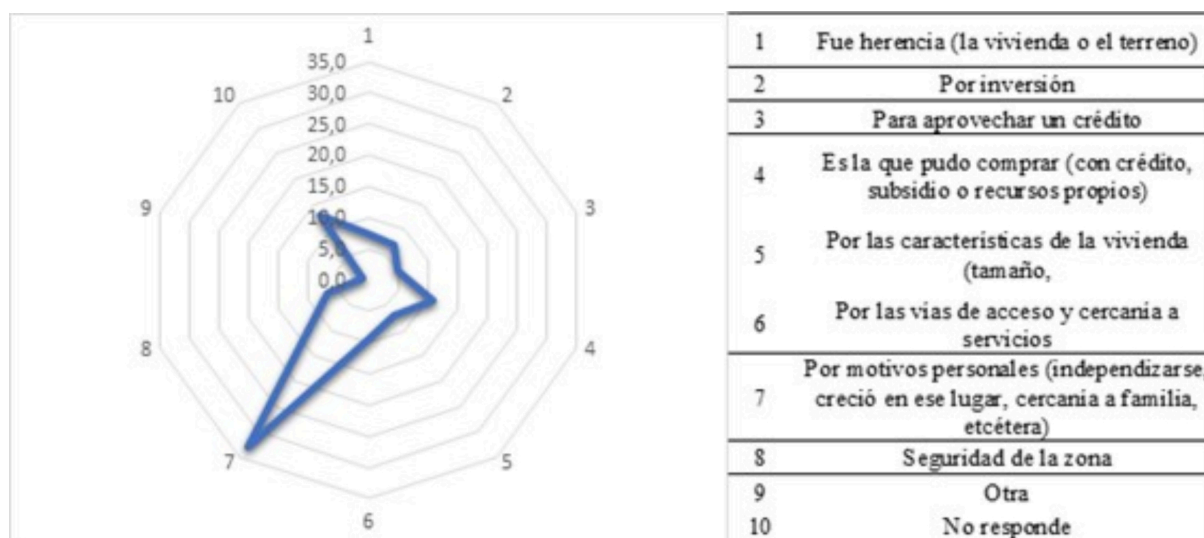 1
35,0
30,0
25,0
20,0
15,0
10,0
5,0
0,0
2
3
4
5
6
7
8
9
10
1 Fue herencia (la vivienda o el terreno)
2 Por inversión
3 Para aprovechar un crédito
4 Es la que pudo comprar (con crédito,
subsidio o recursos propios)
5 Por las características de la vivienda
(tamaño,
6 Por las vías de acceso y cercanía a
servicios
7 Por motivos personales (independizarse,
creció en ese lugar, cercanía a familia,
etcétera)
8 Seguridad de la zona
9 Otra
10 No responde